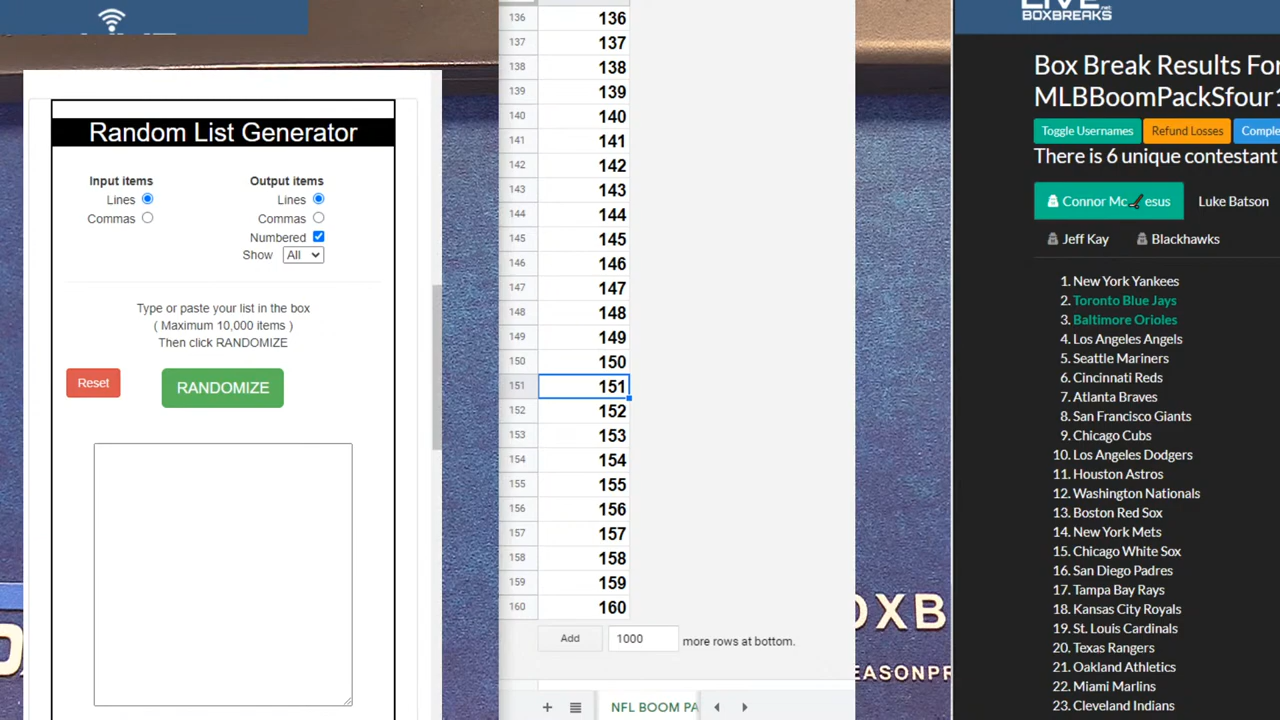 Random List Generator
Input items
Lines
Commas
Output items
Lines
Commas
Numbered
Show All
Type or paste your list in the box
( Maximum 10,000 items )
Then click RANDOMIZE
Reset
RANDOMIZE
136 136
137 137
138 138
139 139
140 140
141 141
142 142
143 143
144 144
145 145
146 146
147 147
148 148
149 149
150 150
151 151
152 152
153 153
154 154
155 155
156 156
157 157
158 158
159 159
160 160
Add 1000 more rows at bottom.
NFL BOOM PA
LIVE.net
BOXBREAKS
Box Break Results For
MLBBoomPackSfour1
Toggle Usernames
Refund Losses
Comple
There is 6 unique contestant
Connor Mc esus
Luke Batson
Jeff Kay
Blackhawks
1. New York Yankees
2. Toronto Blue Jays
3. Baltimore Orioles
4. Los Angeles Angels
5. Seattle Mariners
6. Cincinnati Reds
7. Atlanta Braves
8. San Francisco Giants
9. Chicago Cubs
10. Los Angeles Dodgers
11. Houston Astros
12. Washington Nationals
13. Boston Red Sox
14. New York Mets
15. Chicago White Sox
16. San Diego Padres
17. Tampa Bay Rays
18. Kansas City Royals
19. St. Louis Cardinals
20. Texas Rangers
21. Oakland Athletics
22. Miami Marlins
23. Cleveland Indians
OXB
EASONPR